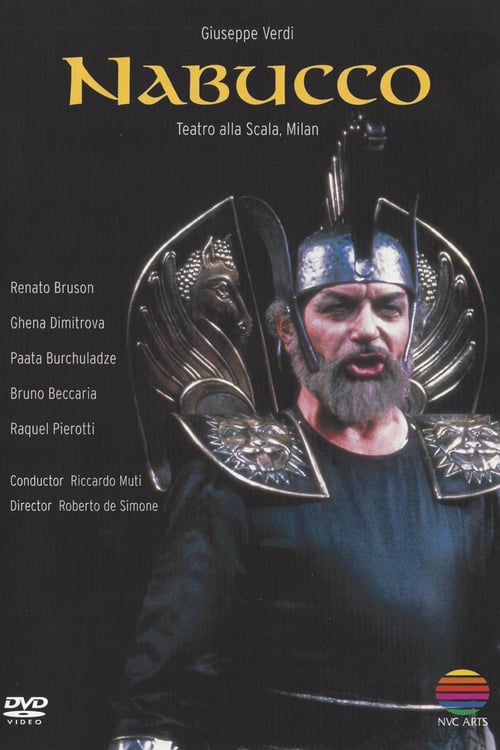 Giuseppe Verdi
NABUCCO
Teatro alla Scala, Milan
Renato Bruson
Ghena Dimitrova
Paata Burchuladze
Bruno Beccaria
Raquel Pierotti
Conductor Riccardo Muti
Director Roberto de Simone
DVD
VIDEO
NVC ARTS